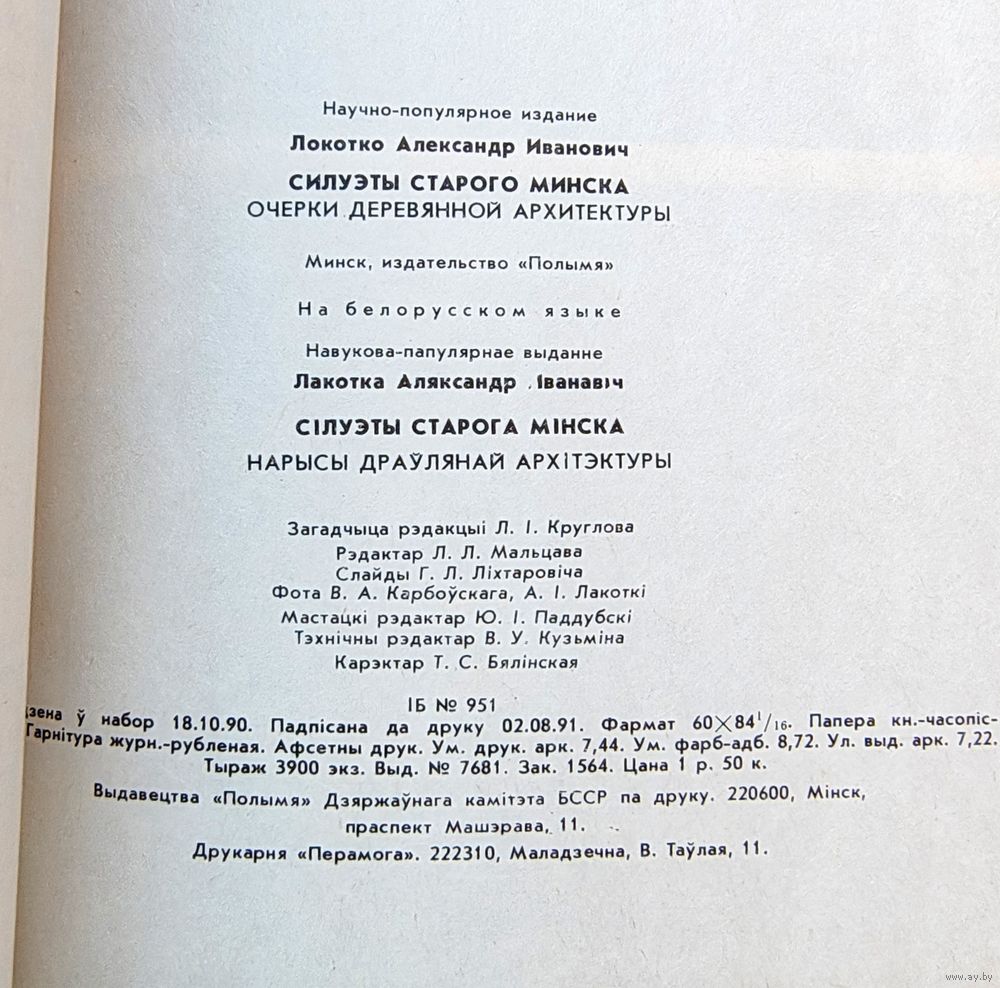 Научно-популярное издание
Локотко Александр Иванович
СИЛУЭТЫ СТАРОГО МИНСКА
ОЧЕРКИ ДЕРЕВЯННОЙ АРХИТЕКТУРЫ
Минск, издательство «Полымя»
На белорусском языке
Навукова-папулярнае выданне
Лакотка Аляксандр Іванавіч
СІЛУЭТЫ СТАРОГА МІНСКА
НАРЫСЫ ДРАЎЛЯНАЙ АРХІТЭКТУРЫ
Загадчыца рэдакцыі Л. І. Круглова
Рэдактар Л. Л. Мальцава
Слайды Г. Л. Ліхтаровіча
Фота В. А. Карбоўскага, А. І. Лакоткі
Мастацкі рэдактар Ю. І. Паддубскі
Тэхнічны рэдактар В. У. Кузьміна
Карэктар Т. С. Бялінская
ІБ № 951
ў набор 18.10.90. Падпісана да друку 02.08.91. Фармат 60×84 1/16. Папера кн.-часопіс-
Гарнітура журн.-рубленая. Афсетны друк. Ум. друк. арк. 7,44. Ум. фарб-адб. 8,72. Ул. выд. арк. 7,22.
Тыраж 3900 экз. Выд. № 7681. Зак. 1564. Цана 1 р. 50 к.
Выдавецтва «Полымя» Дзяржаўнага камітэта БССР па друку. 220600, Мінск,
праспект Машэрава, 11.
Друкарня «Перамога». 222310, Маладзечна, В. Таўлая, 11.
www.ay.by